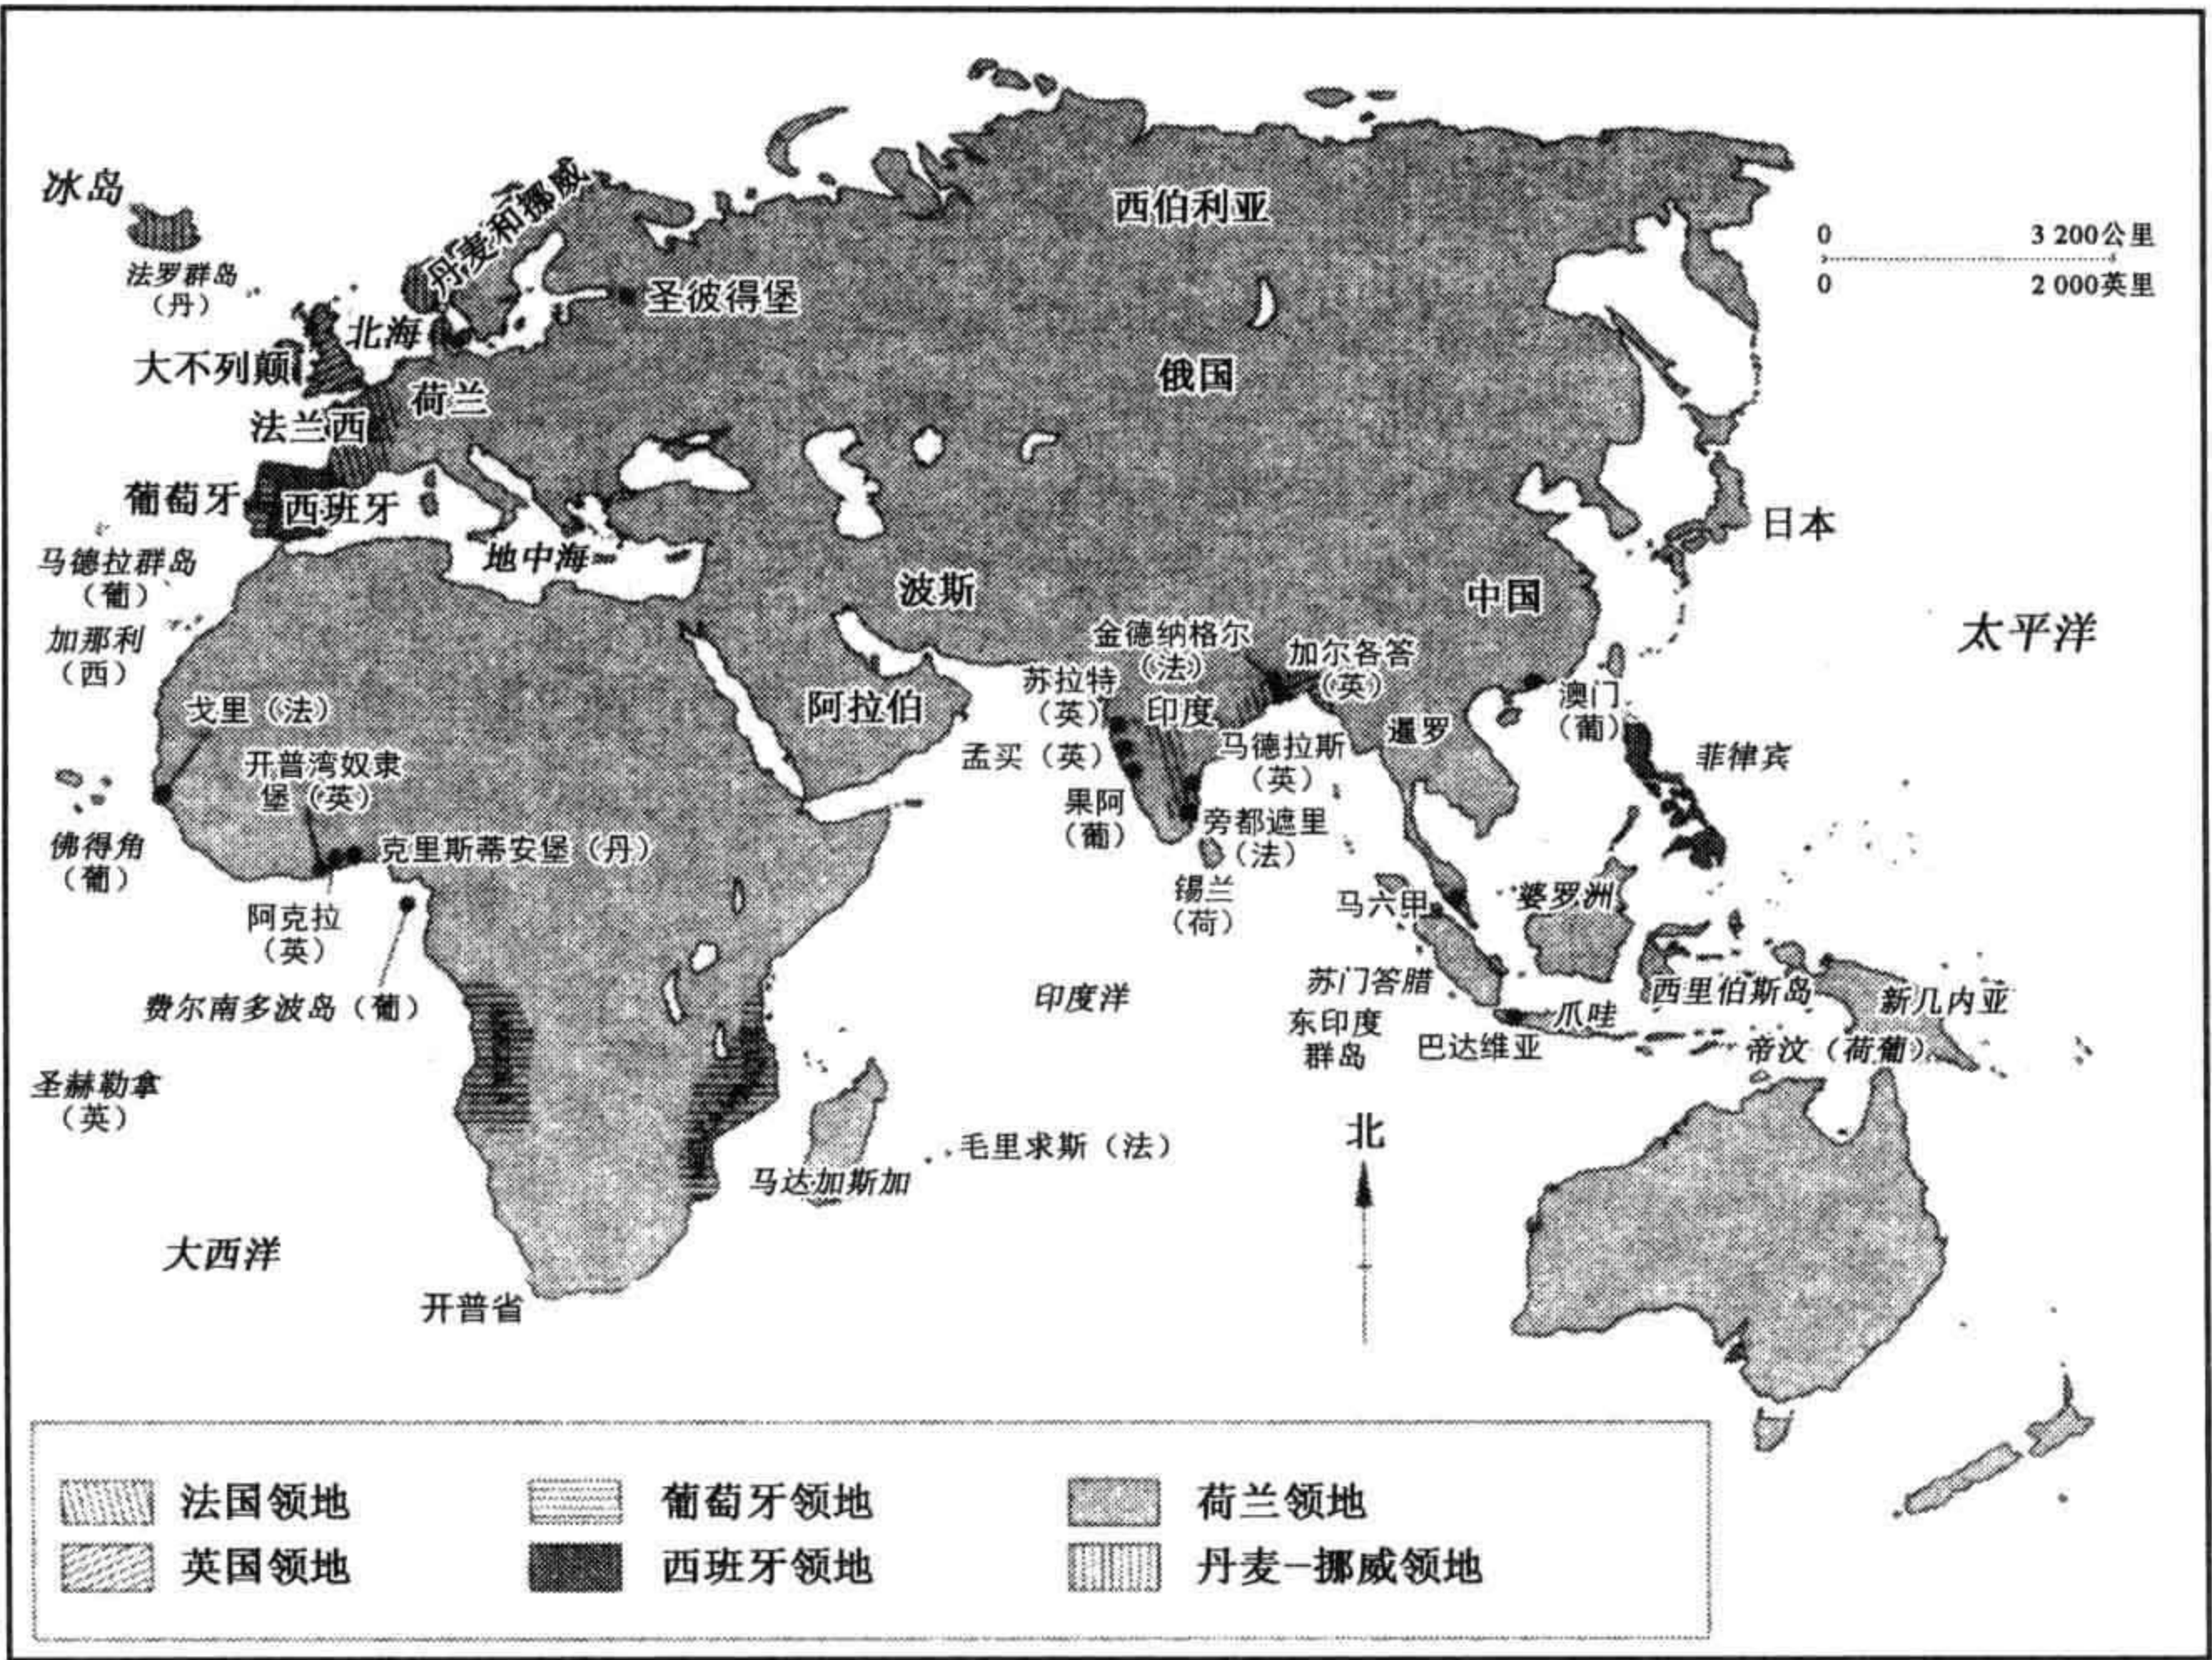 冰岛
法罗群岛
（丹）
丹麦和挪威
西伯利亚
0 3 200公里
0 2 000英里
圣彼得堡
北海
大不列颠
荷兰
俄国
法兰西
葡萄牙
西班牙
日本
地中海
马德拉群岛
（葡）
波斯
中国
加那利
（西）
太平洋
金德纳格尔
（法）
加尔各答
（英）
苏拉特
（英）
印度
阿拉伯
澳门
（葡）
暹罗
戈里（法）
孟买（英）
马德拉斯
（英）
菲律宾
开普湾奴隶
堡（英）
果阿
（葡）
旁都遮里
（法）
佛得角
（葡）
克里斯蒂安堡（丹）
锡兰
（荷）
马六甲
婆罗洲
阿克拉
（英）
费尔南多波岛（葡）
印度洋
苏门答腊
东印度
群岛
西里伯斯岛
新几内亚
爪哇
巴达维亚
帝汶（荷葡）
圣赫勒拿
（英）
北
毛里求斯（法）
马达加斯加
大西洋
开普省
法国领地
葡萄牙领地
荷兰领地
英国领地
西班牙领地
丹麦-挪威领地